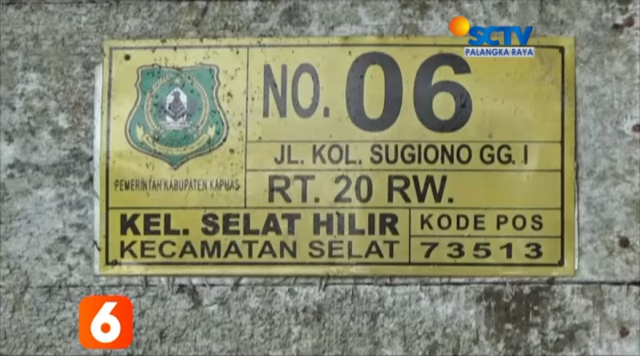 SCTV
PALANGKA RAYA
NO. 06
JL. KOL. SUGIONO GG. I
PEMERINTAH KABUPATEN KAPUAS
RT. 20 RW.
KEL. SELAT HILIR
KODE POS
KECAMATAN SELAT
73513
6